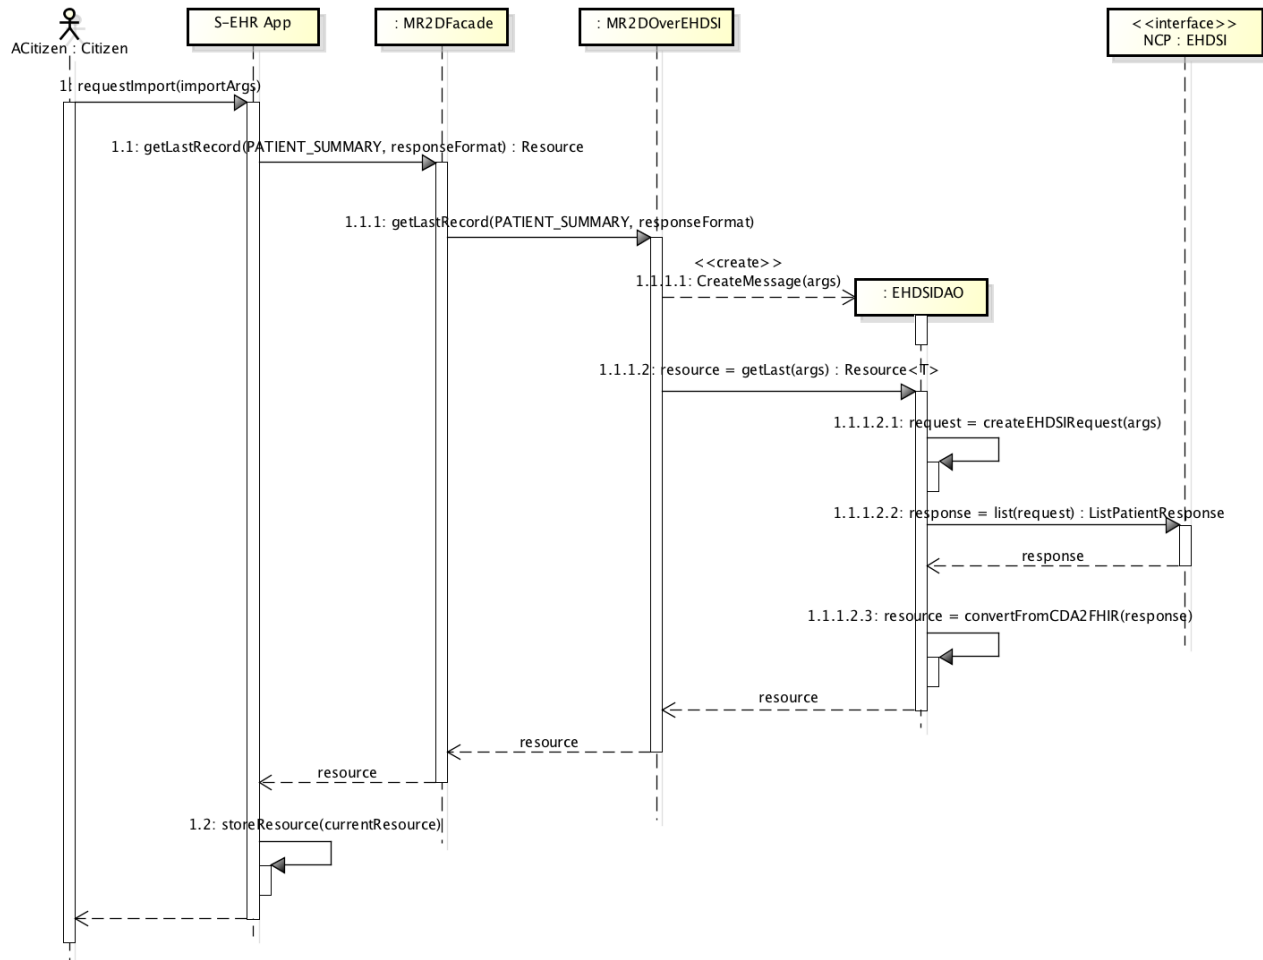 S-EHR App
: MR2DFacade
: MR2DOverEHDSI
<<interface>>
NCP : EHDSI
ACitizen : Citizen
1: requestImport(importArgs)
1.1: getLastRecord(PATIENT_SUMMARY, responseFormat) : Resource
1.1.1: getLastRecord(PATIENT_SUMMARY, responseFormat)
<<create>>
1.1.1.1: CreateMessage(args)
: EHDSIDAO
1.1.1.2: resource = getLast(args) : Resource<T>
1.1.1.2.1: request = createEHDSIRequest(args)
1.1.1.2.2: response = list(request) : ListPatientResponse
response
1.1.1.2.3: resource = convertFromCDA2FHIR(response)
resource
resource
resource
1.2: storeResource(currentResource)